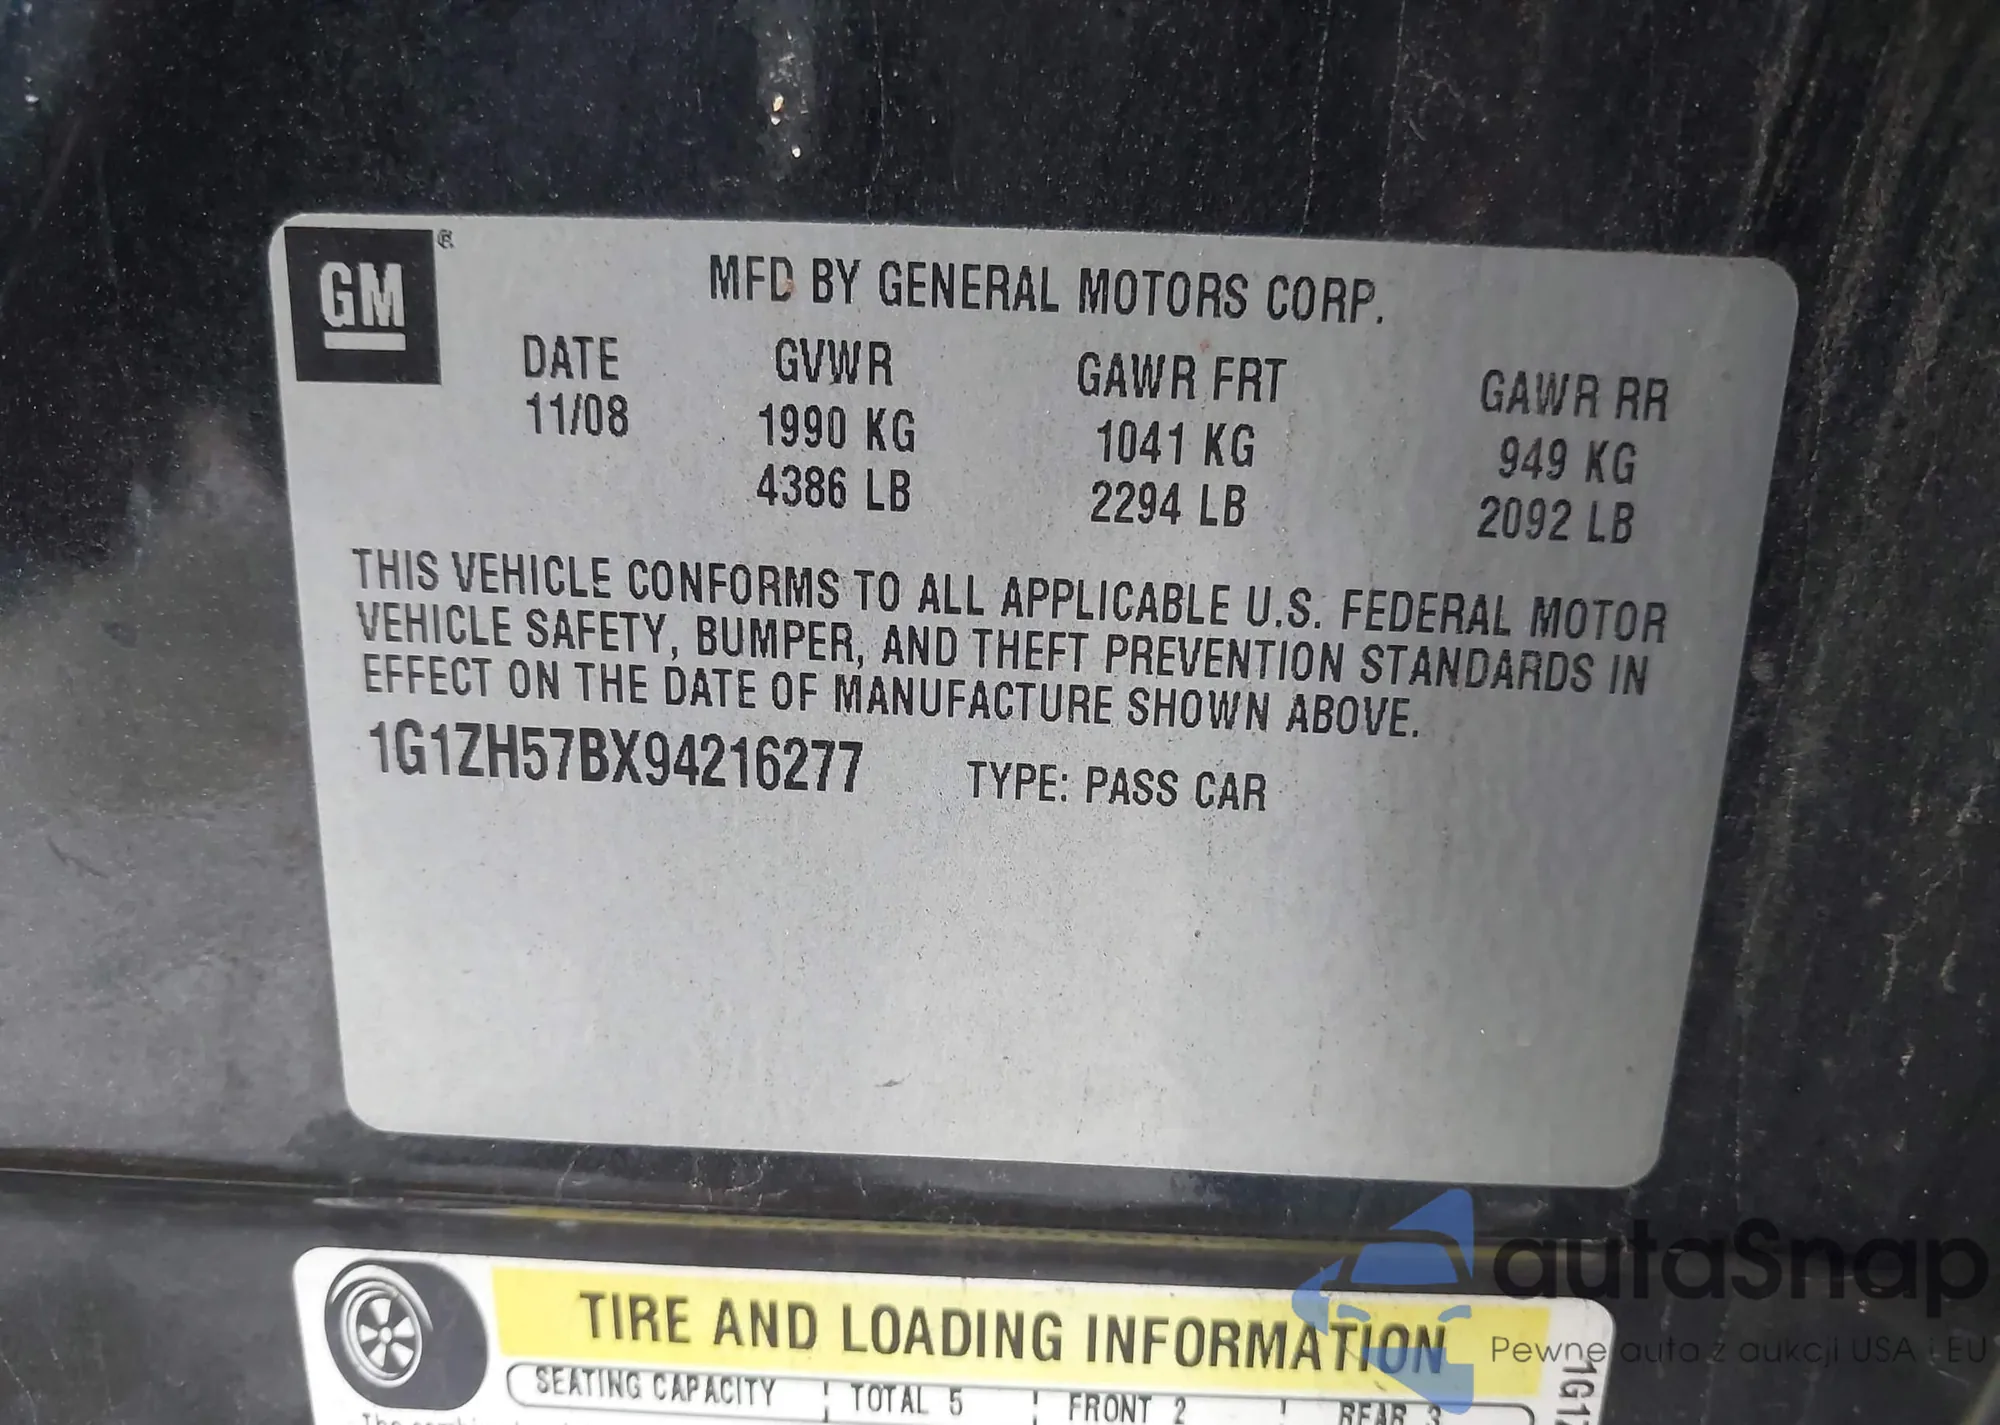 GM®
MFD BY GENERAL MOTORS CORP.
DATE GVWR GAWR FRT GAWR RR
11/08 1990 KG 1041 KG 949 KG
4386 LB 2294 LB 2092 LB
THIS VEHICLE CONFORMS TO ALL APPLICABLE U.S. FEDERAL MOTOR
VEHICLE SAFETY, BUMPER, AND THEFT PREVENTION STANDARDS IN
EFFECT ON THE DATE OF MANUFACTURE SHOWN ABOVE.
1G1ZH57BX94216277 TYPE: PASS CAR
TIRE AND LOADING INFORMATION
SEATING CAPACITY TOTAL 5 FRONT 2 REAR 3
autaSnap
Pewne auta z aukcji USA i EU